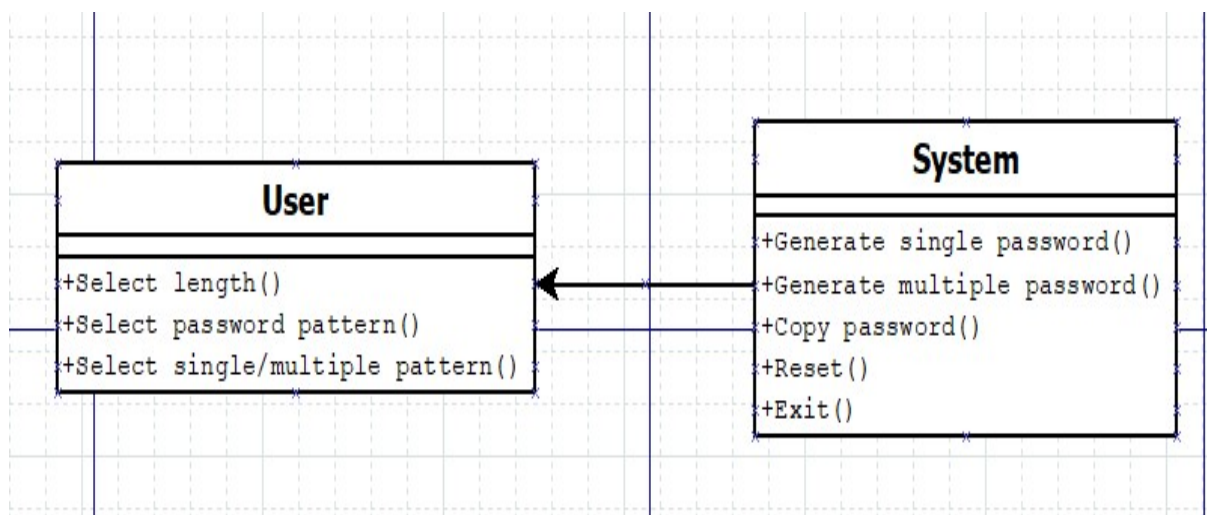 User
+Select length()
+Select password pattern()
+Select single/multiple pattern()
System
+Generate single password()
+Generate multiple password()
+Copy password()
+Reset()
+Exit()